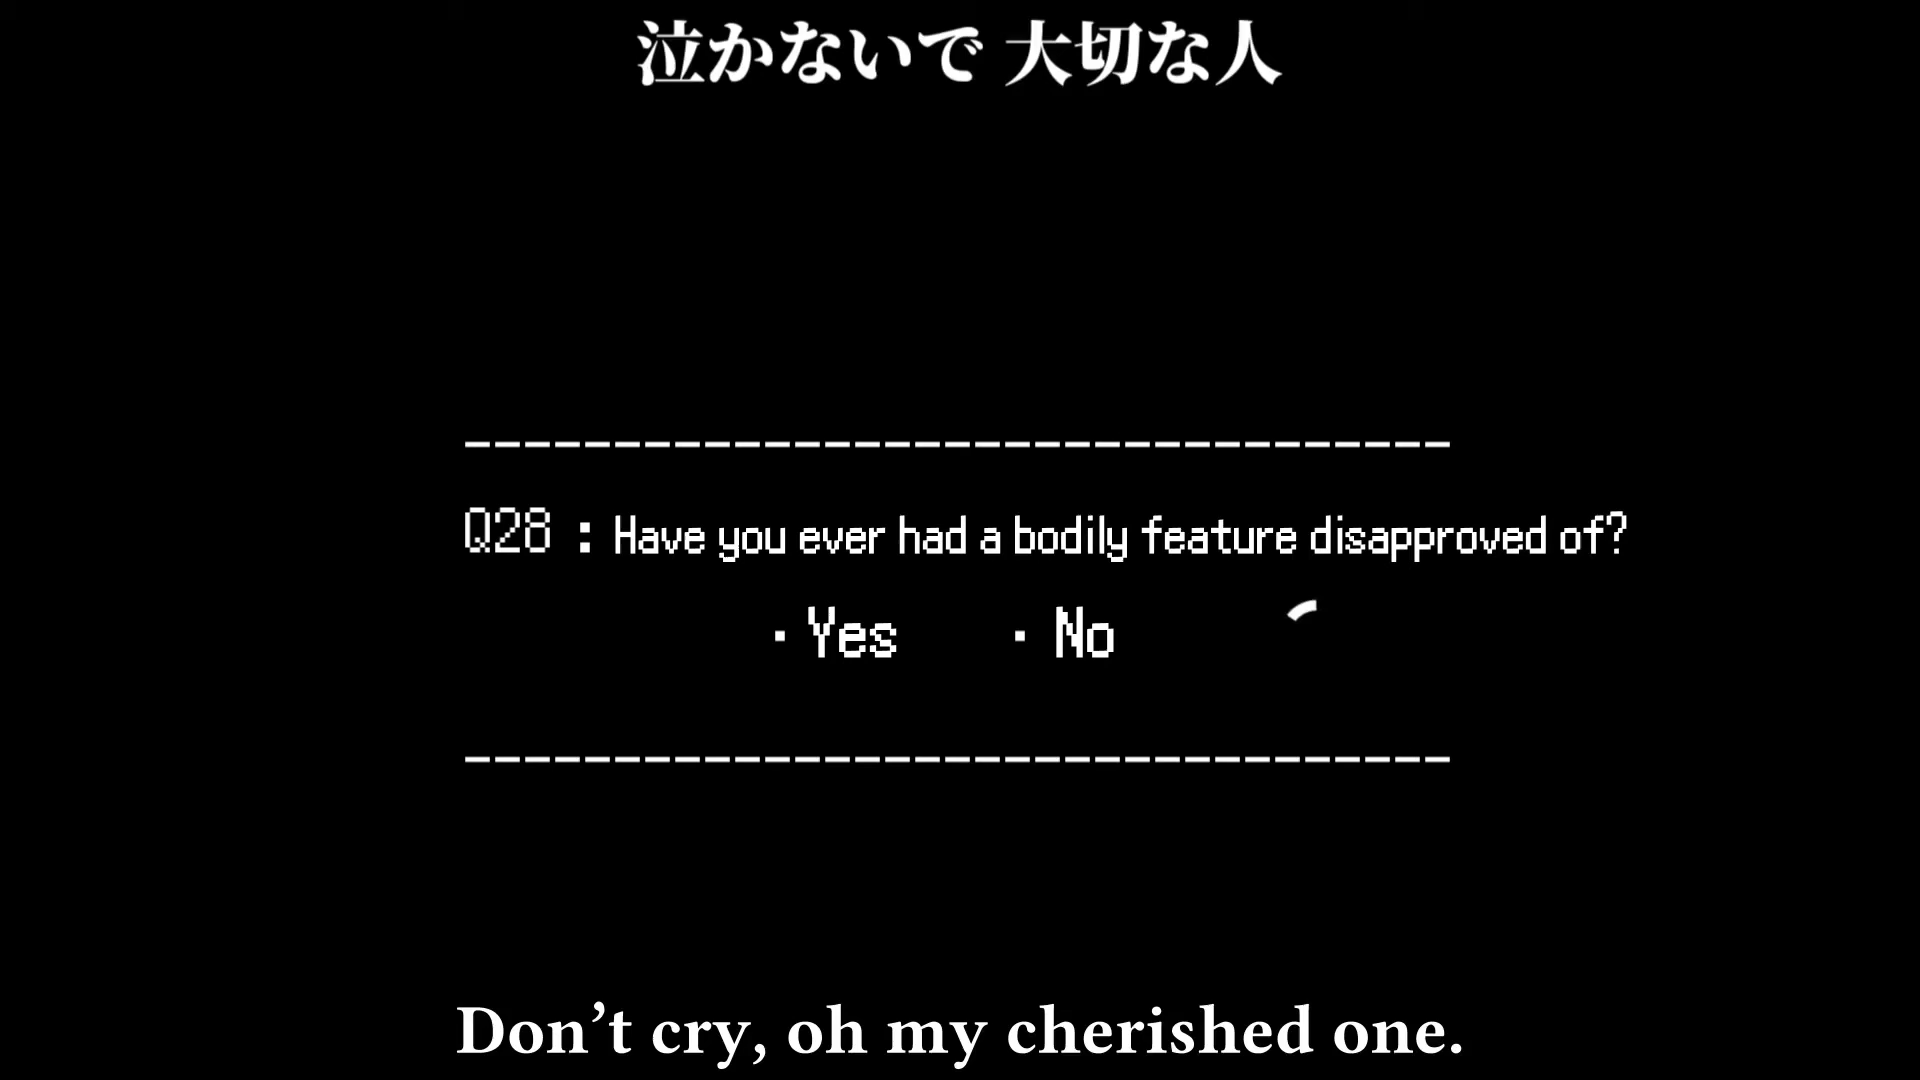 泣かないで 大切な人
Q28 : Have you ever had a bodily feature disapproved of?
· Yes · No
Don’t cry, oh my cherished one.